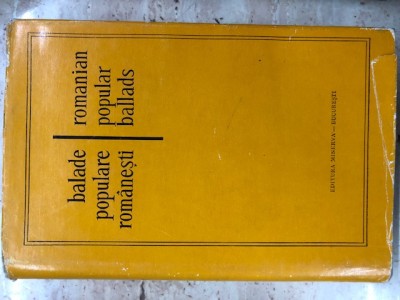 balade
populare
românești
romanian
popular
ballads
EDITURA MINERVA — BUCUREȘTI